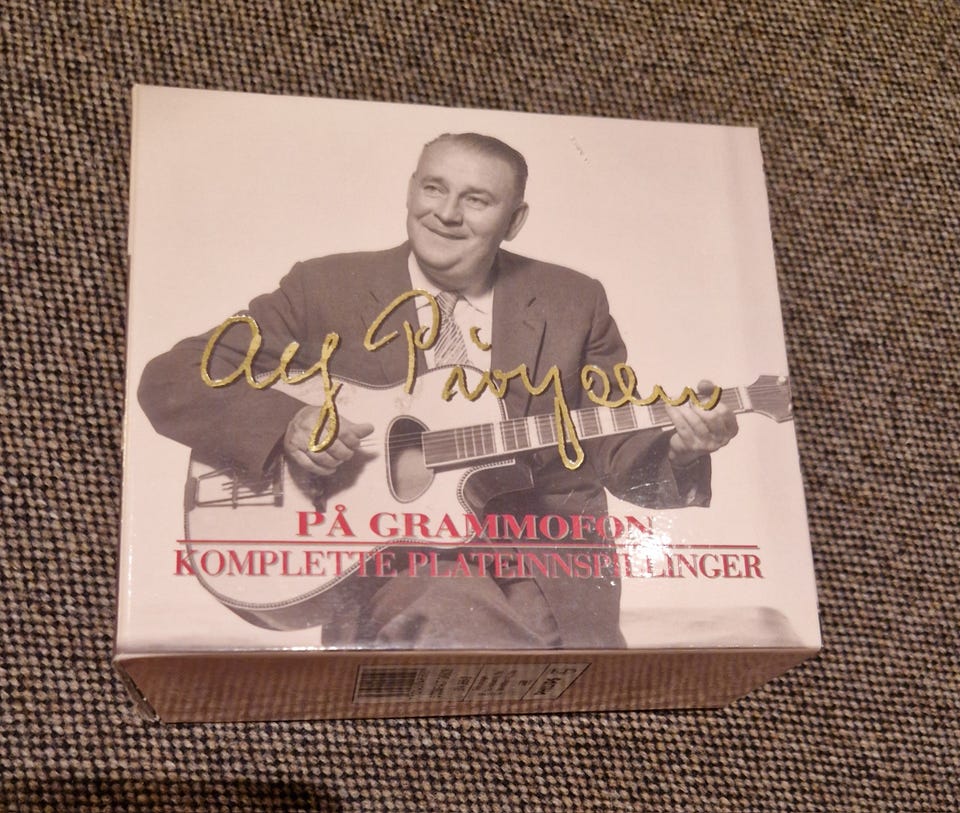 Alf Prøysen
PÅ GRAMMOFON
KOMPLETTE PLATEINNSPILLINGER